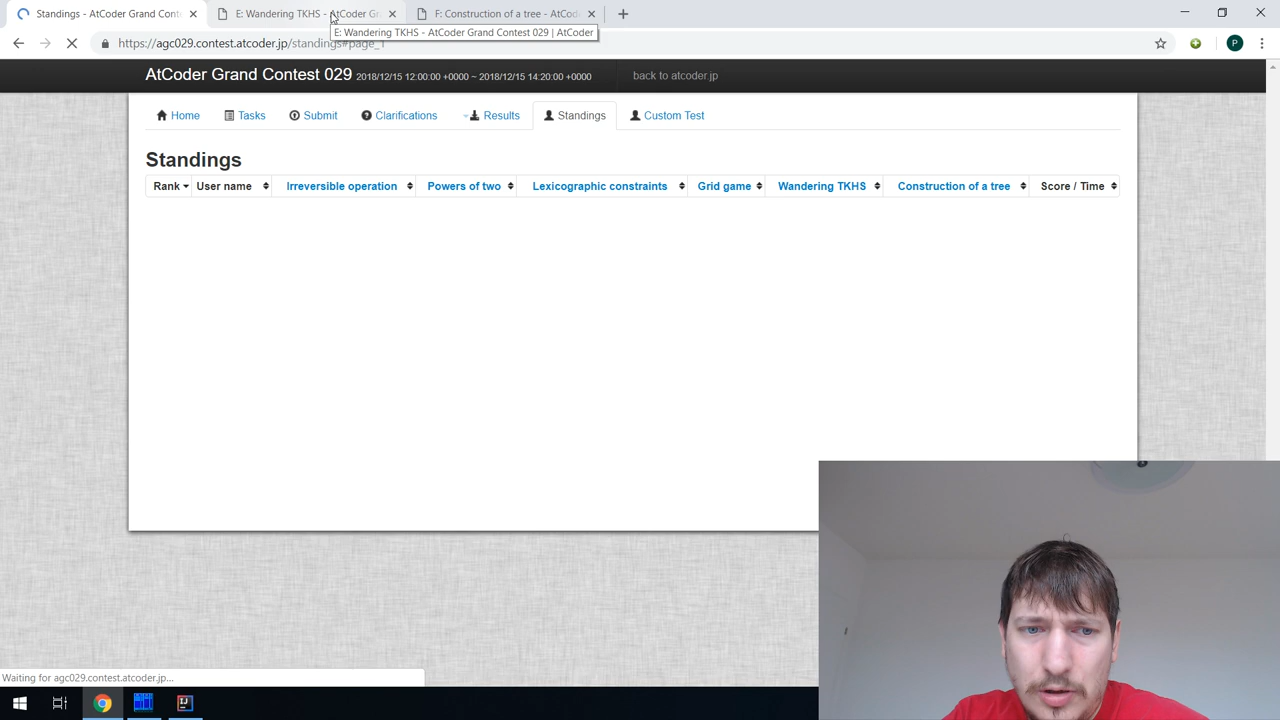 Standings - AtCoder Grand Conte
E: Wandering TKHS - AtCoder Gr
F: Construction of a tree - AtCod
E: Wandering TKHS - AtCoder Grand Contest 029 | AtCoder
https://agc029.contest.atcoder.jp/standings#page_1
P
AtCoder Grand Contest 029 2018/12/15 12:00:00 +0000 ~ 2018/12/15 14:20:00 +0000 back to atcoder.jp
Home Tasks Submit Clarifications Results Standings Custom Test
Standings
Rank User name Irreversible operation Powers of two Lexicographic constraints Grid game Wandering TKHS Construction of a tree Score / Time
Waiting for agc029.contest.atcoder.jp...